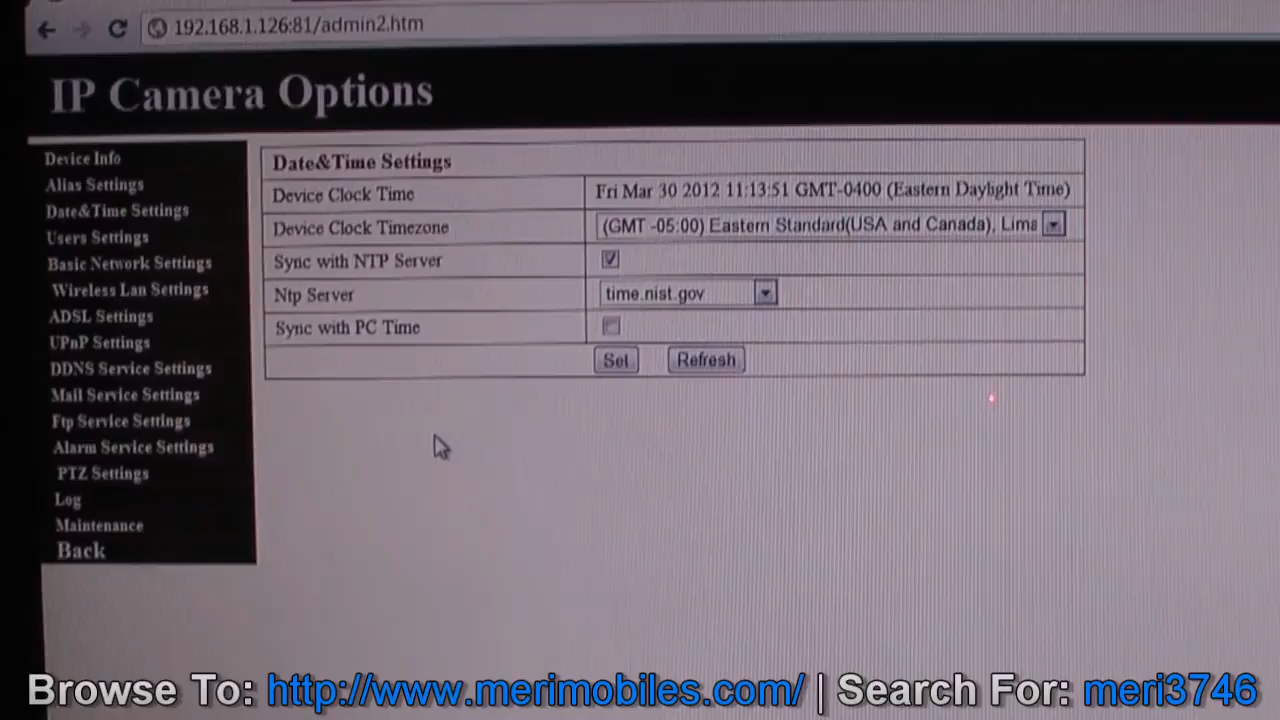 192.168.1.126:81/admin2.htm
IP Camera Options
Device Info
Alias Settings
Date&Time Settings
Users Settings
Basic Network Settings
Wireless Lan Settings
ADSL Settings
UPnP Settings
DDNS Service Settings
Mail Service Settings
Ftp Service Settings
Alarm Service Settings
PTZ Settings
Log
Maintenance
Back
Date&Time Settings
Device Clock Time Fri Mar 30 2012 11:13:51 GMT-0400 (Eastern Daylight Time)
Device Clock Timezone (GMT -05:00) Eastern Standard(USA and Canada), Lima
Sync with NTP Server
Ntp Server time.nist.gov
Sync with PC Time
Set Refresh
Browse To: http://www.merimobiles.com/ | Search For: meri3746